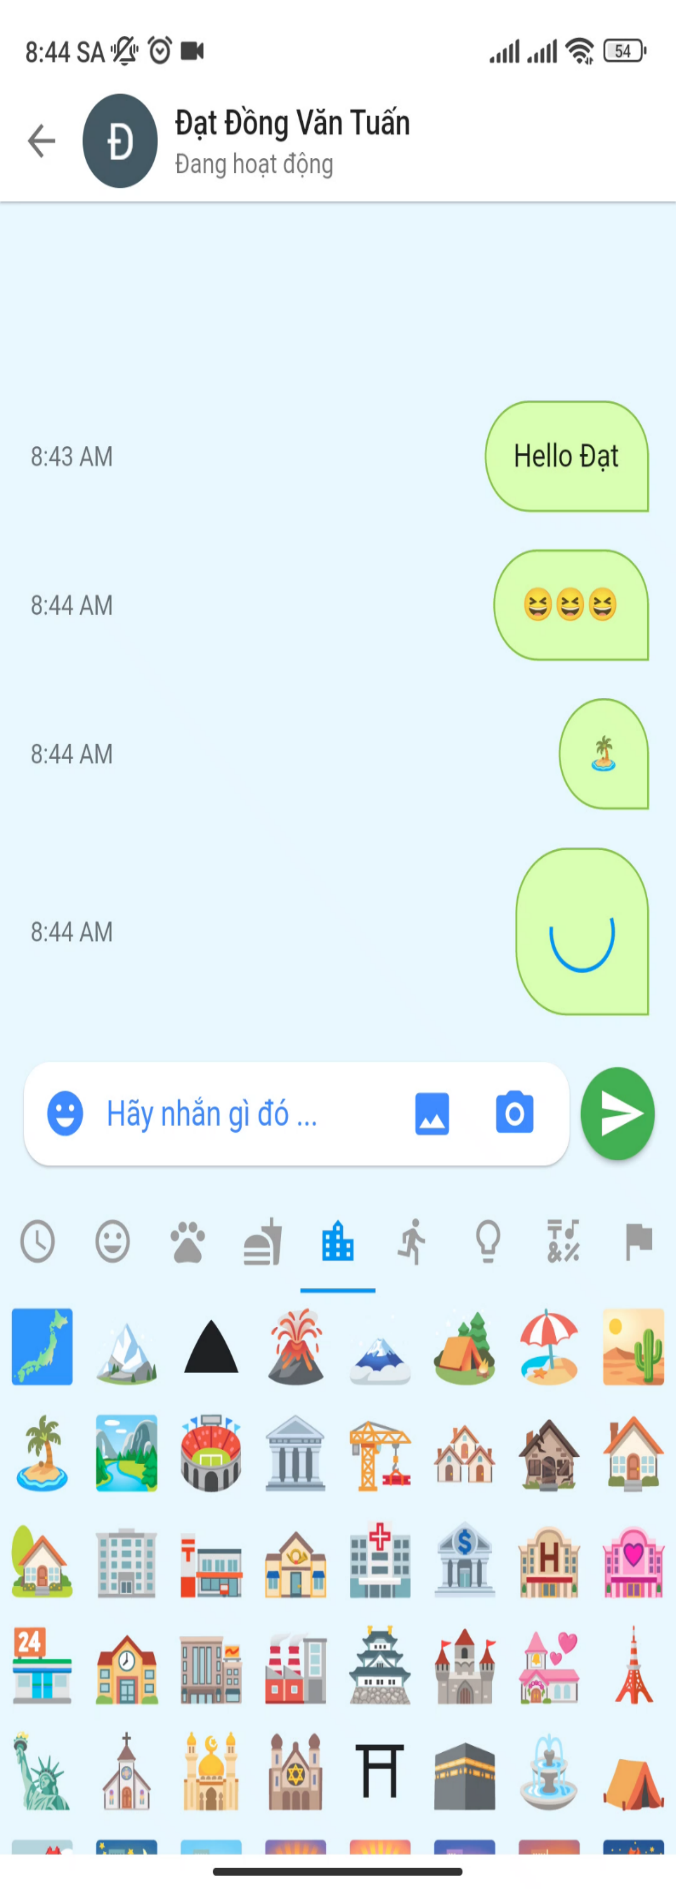 8:44 SA
54
Đ
Đạt Đồng Văn Tuấn
Đang hoạt động
8:43 AM
Hello Đạt
8:44 AM
8:44 AM
8:44 AM
Hãy nhắn gì đó ...